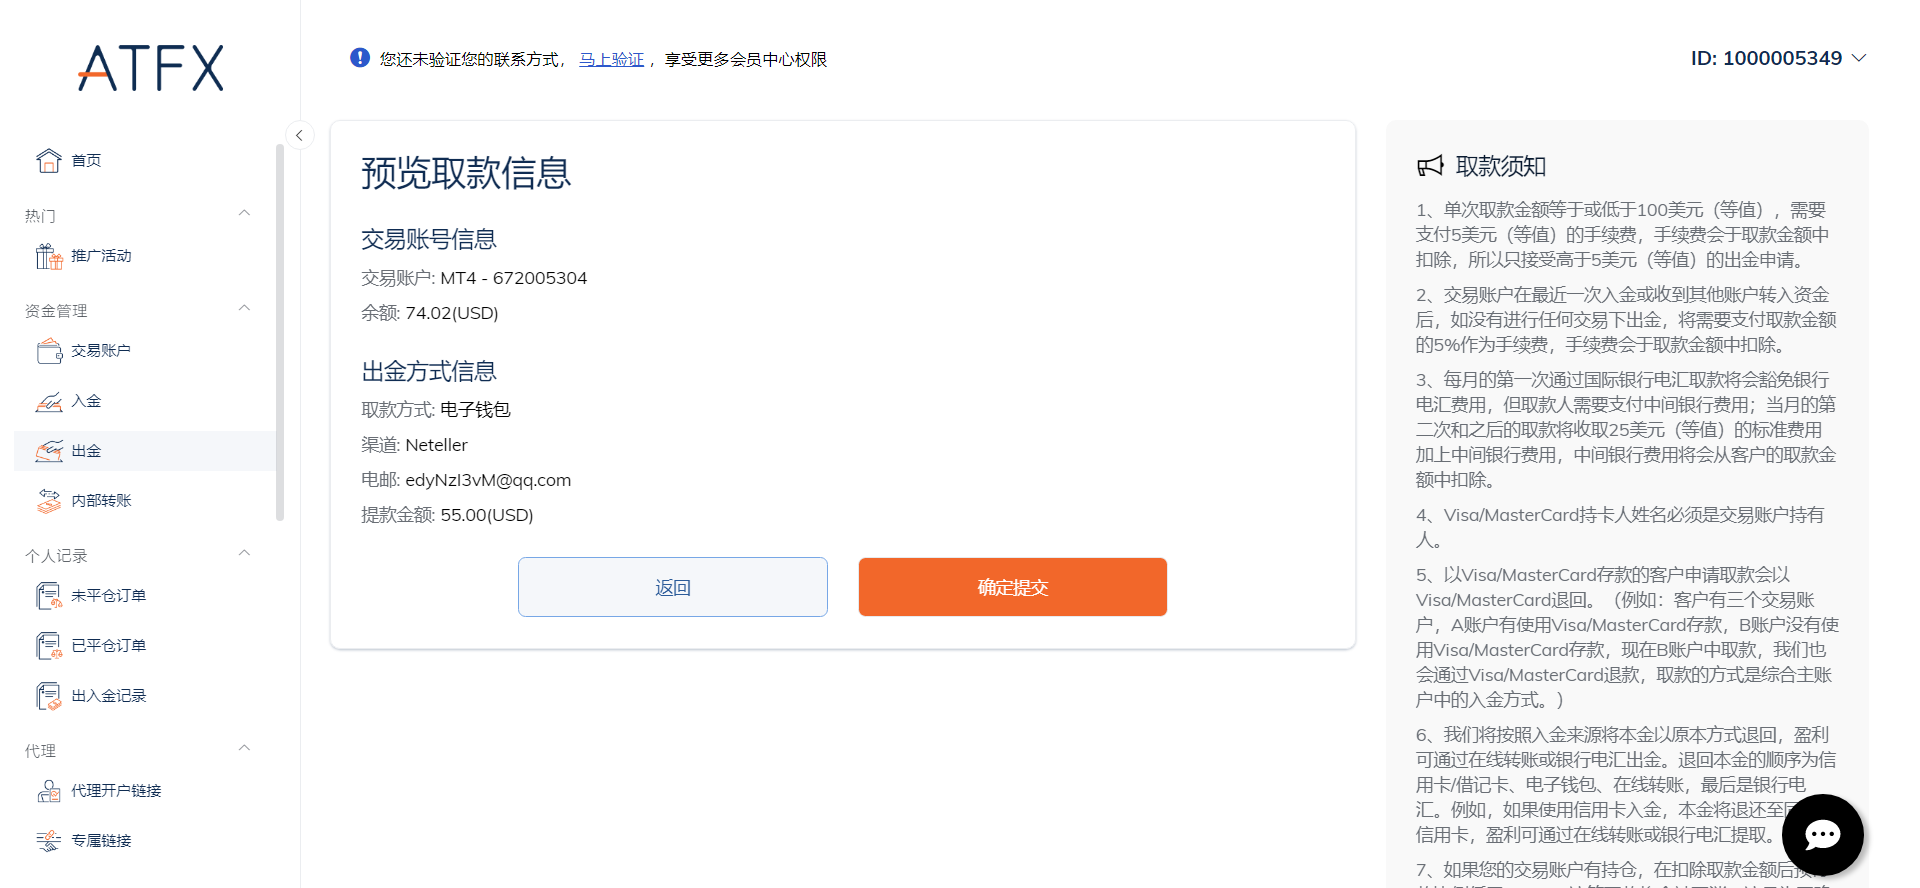 ATFX
首页
热门
推广活动
资金管理
交易账户
入金
出金
内部转账
个人记录
未平仓订单
已平仓订单
出入金记录
代理
代理开户链接
专属链接
您还未验证您的联系方式， 马上验证 ，享受更多会员中心权限
ID: 1000005349
预览取款信息
交易账号信息
交易账户: MT4 - 672005304
余额: 74.02(USD)
出金方式信息
取款方式: 电子钱包
渠道: Neteller
电邮: edyNzI3vM@qq.com
提款金额: 55.00(USD)
返回
确定提交
取款须知
1、单次取款金额等于或低于100美元（等值），需要
支付5美元（等值）的手续费，手续费会于取款金额中
扣除，所以只接受高于5美元（等值）的出金申请。
2、交易账户在最近一次入金或收到其他账户转入资金
后，如没有进行任何交易下出金，将需要支付取款金额
的5%作为手续费，手续费会于取款金额中扣除。
3、每月的第一次通过国际银行电汇取款将会豁免银行
电汇费用，但取款人需要支付中间银行费用；当月的第
二次和之后的取款将收取25美元（等值）的标准费用
加上中间银行费用，中间银行费用将会从客户的取款金
额中扣除。
4、Visa/MasterCard持卡人姓名必须是交易账户持有
人。
5、以Visa/MasterCard存款的客户申请取款会以
Visa/MasterCard退回。（例如：客户有三个交易账
户，A账户有使用Visa/MasterCard存款，B账户没有使
用Visa/MasterCard存款，现在B账户中取款，我们也
会通过Visa/MasterCard退款，取款的方式是综合主账
户中的入金方式。）
6、我们将按照入金来源将本金以原本方式退回，盈利
可通过在线转账或银行电汇出金。退回本金的顺序为信
用卡/借记卡、电子钱包、在线转账，最后是银行电
汇。例如，如果使用信用卡入金，本金将退还至
信用卡，盈利可通过在线转账或银行电汇提取。
7、如果您的交易账户有持仓，在扣除取款金额后